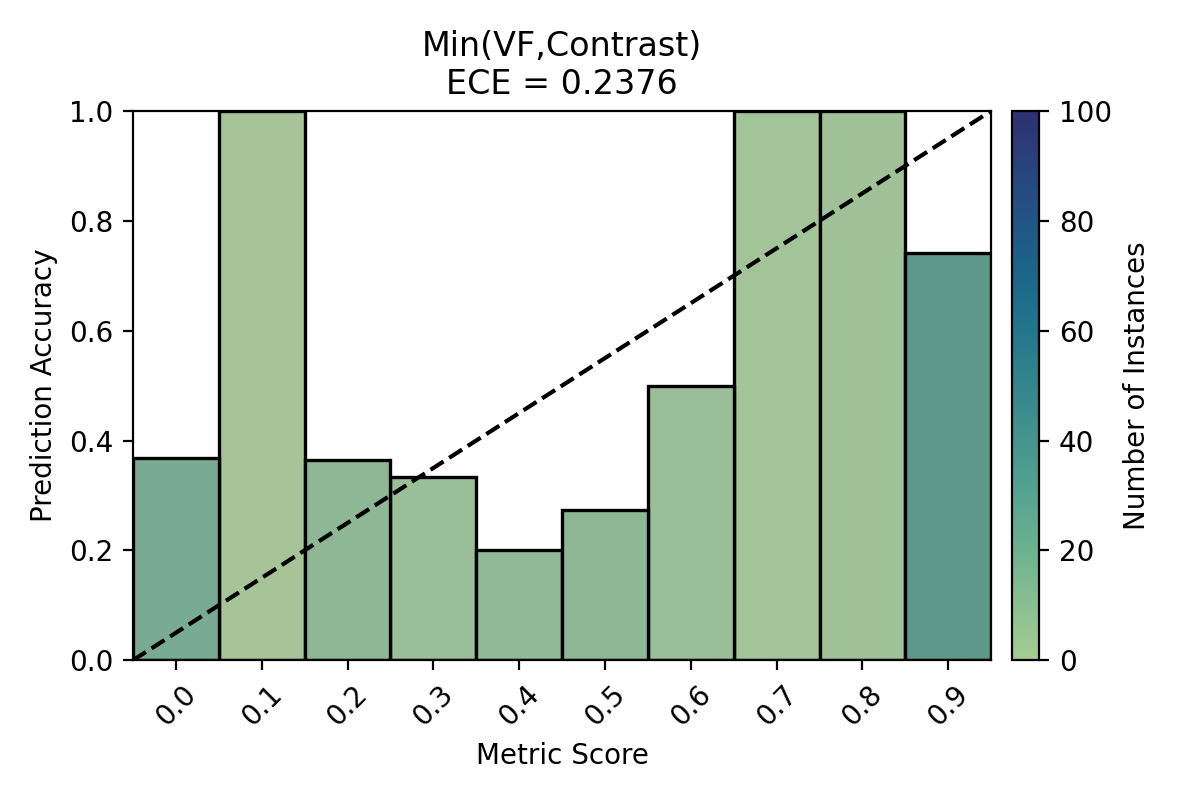 Min(VF,Contrast)
ECE = 0.2376
Prediction Accuracy
1.0
0.8
0.6
0.4
0.2
0.0
0.0 0.1 0.2 0.3 0.4 0.5 0.6 0.7 0.8 0.9
Metric Score
100
80
60
40
20
0
Number of Instances